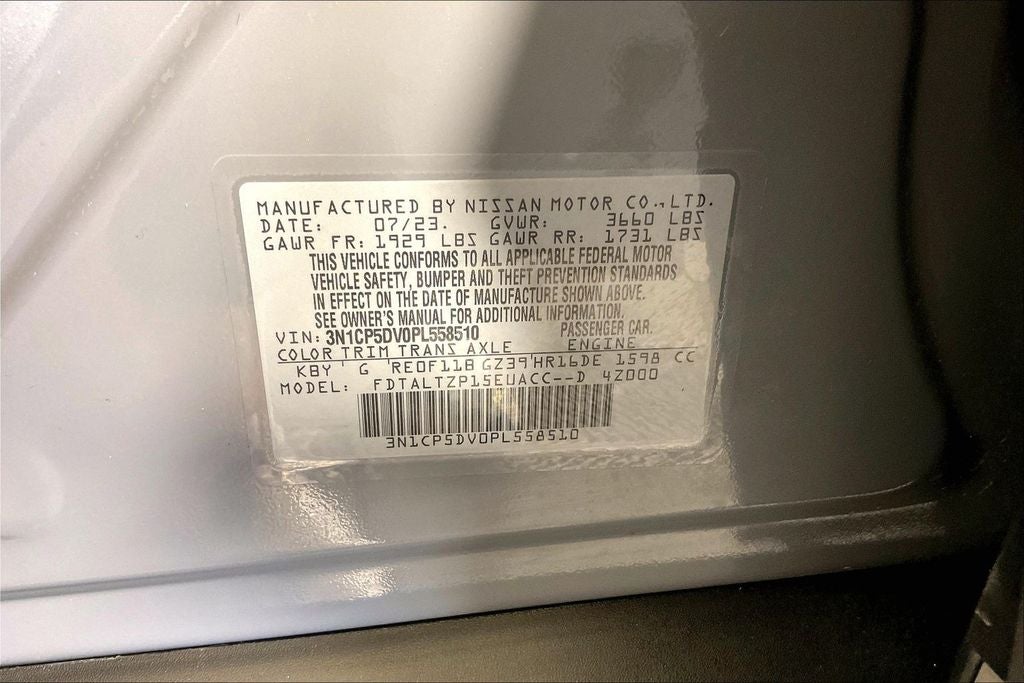 MANUFACTURED BY NISSAN MOTOR CO., LTD.
DATE: 07/23. GVWR: 3660 LBS
GAWR FR: 1929 LBS GAWR RR: 1731 LBS
THIS VEHICLE CONFORMS TO ALL APPLICABLE FEDERAL MOTOR
VEHICLE SAFETY, BUMPER AND THEFT PREVENTION STANDARDS
IN EFFECT ON THE DATE OF MANUFACTURE SHOWN ABOVE.
SEE OWNER'S MANUAL FOR ADDITIONAL INFORMATION.
VIN: 3N1CP5DV0PL558510 PASSENGER CAR.
COLOR TRIM TRANS AXLE ENGINE
KBY G RE0F11B GZ39 HR16DE 1598 CC
MODEL: FDTALTZP15EUACC--D 4Z000
3N1CP5DV0PL558510